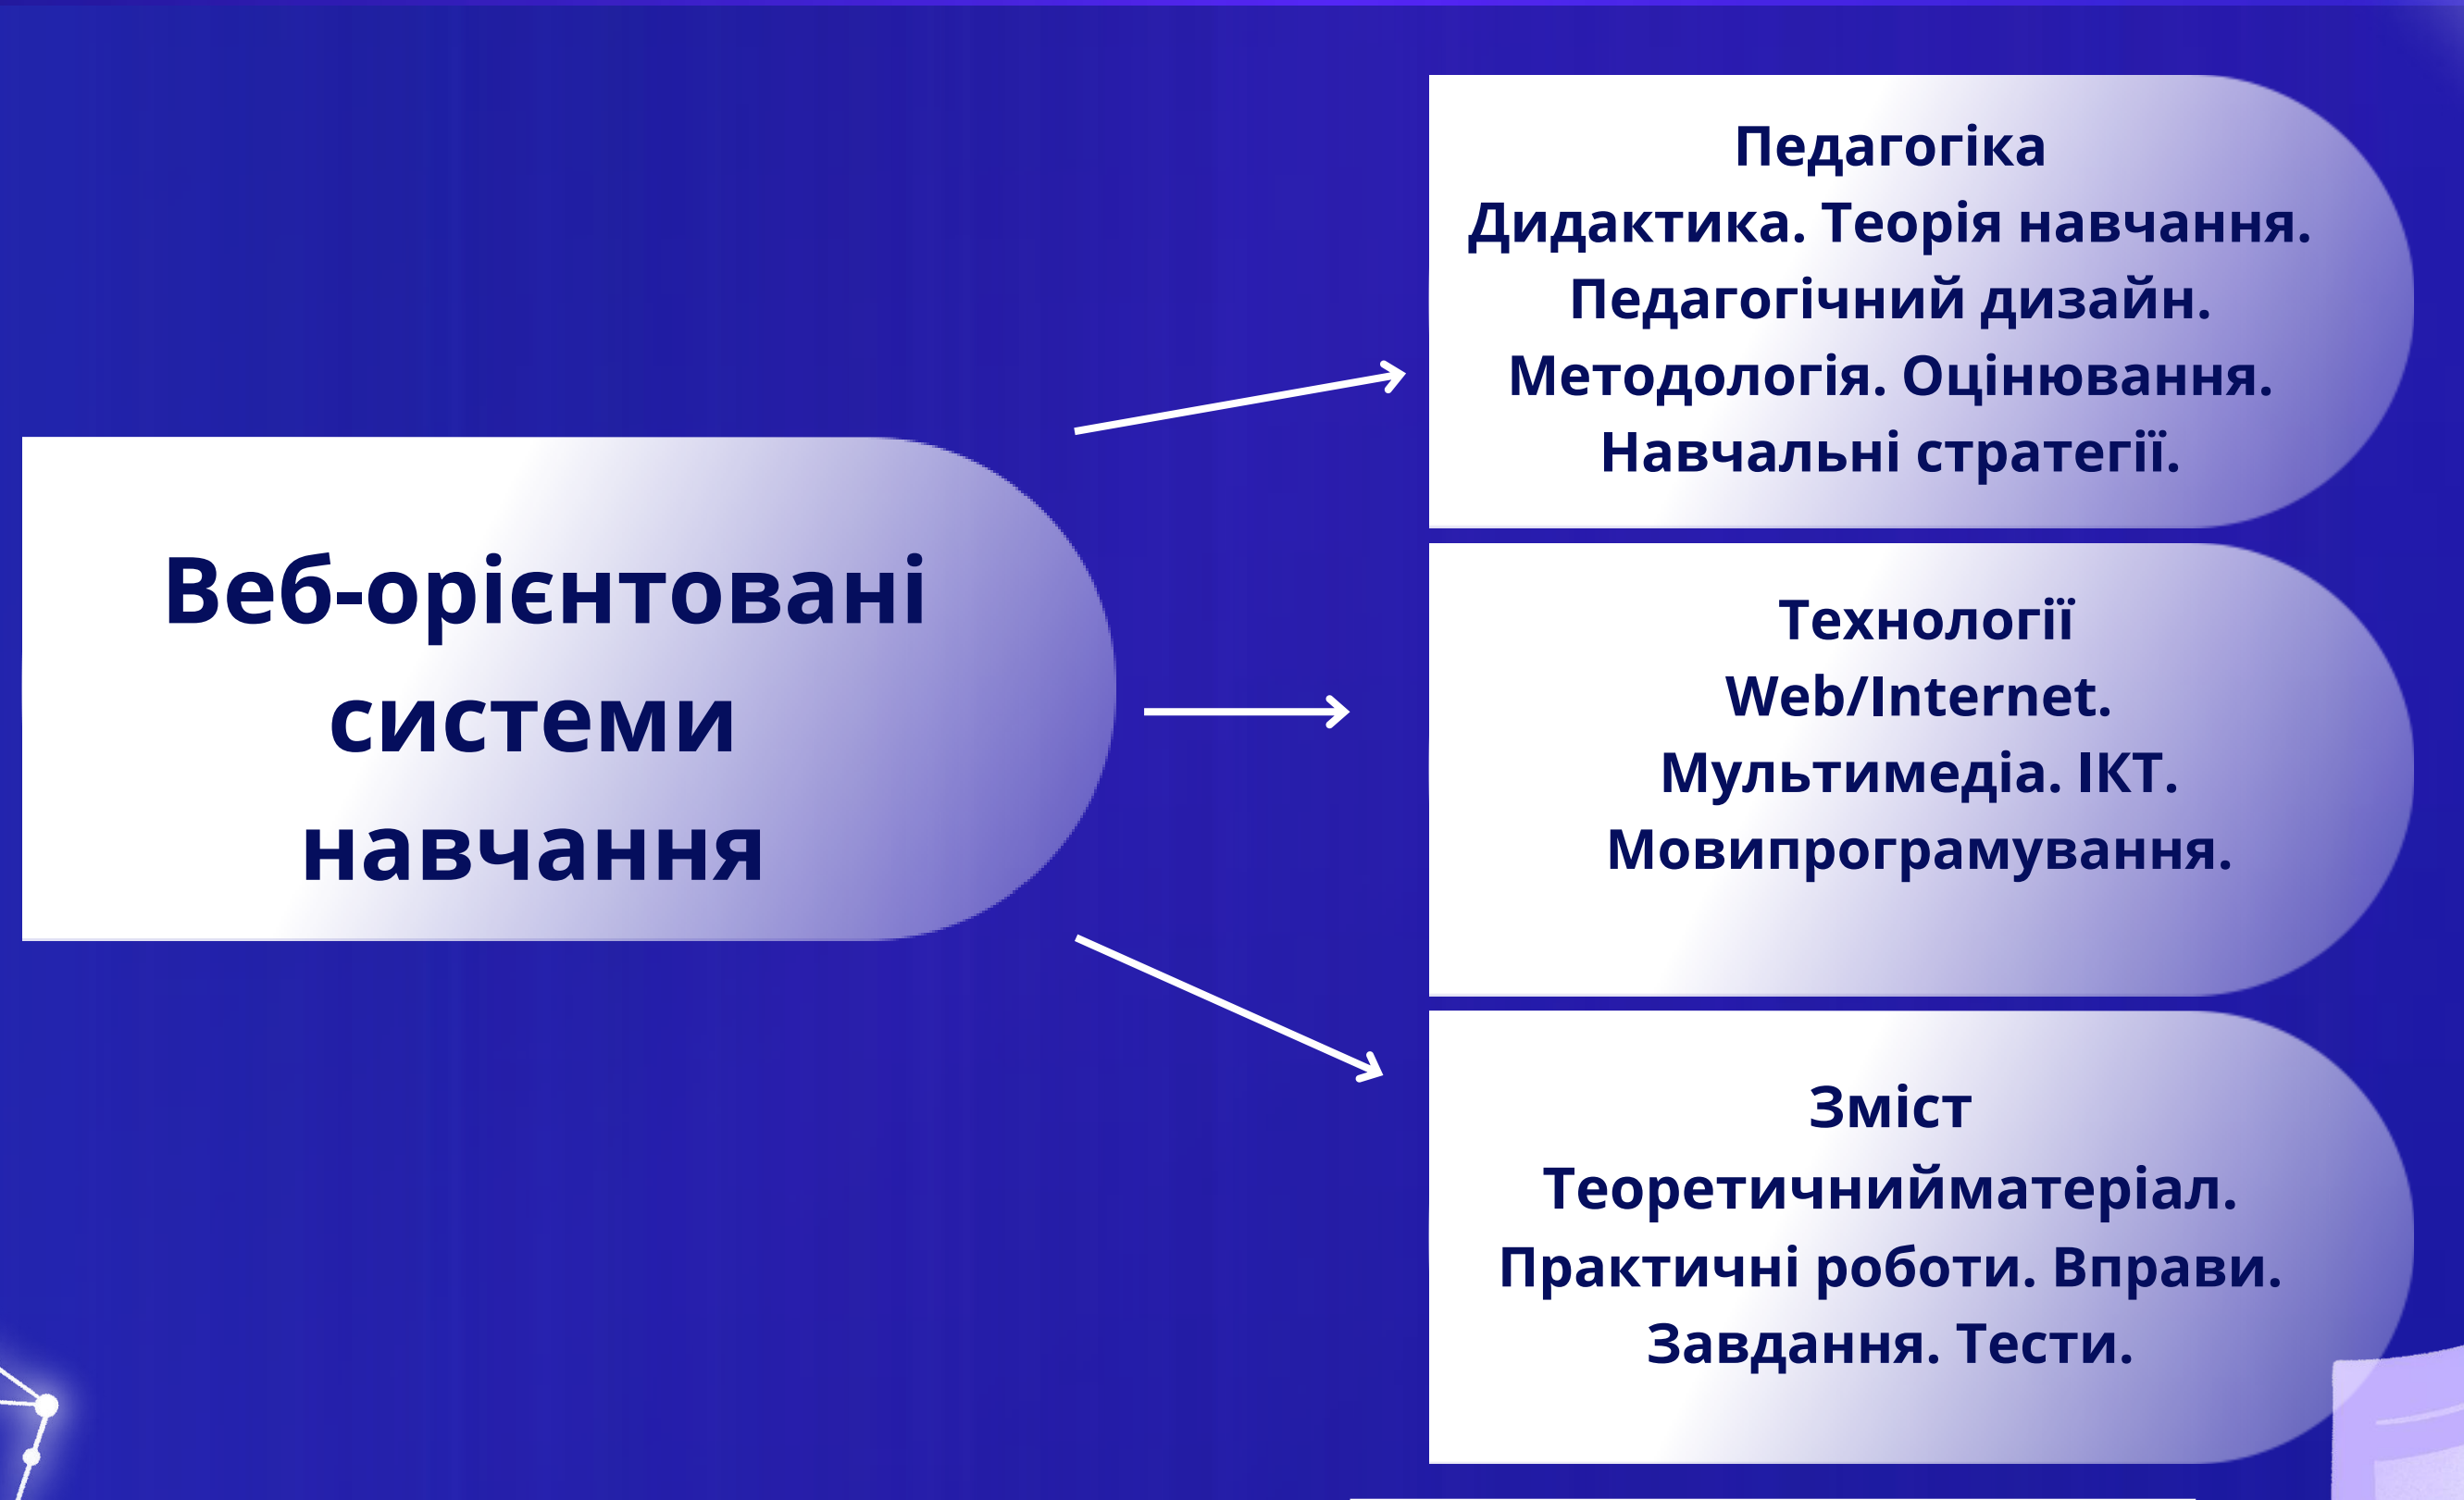 Веб-орієнтовані
системи
навчання
Педагогіка
Дидактика. Теорія навчання.
Педагогічний дизайн.
Методологія. Оцінювання.
Навчальні стратегії.
Технології
Web/Internet.
Мультимедіа. ІКТ.
Мовипрограмування.
Зміст
Теоретичнийматеріал.
Практичні роботи. Вправи.
Завдання. Тести.